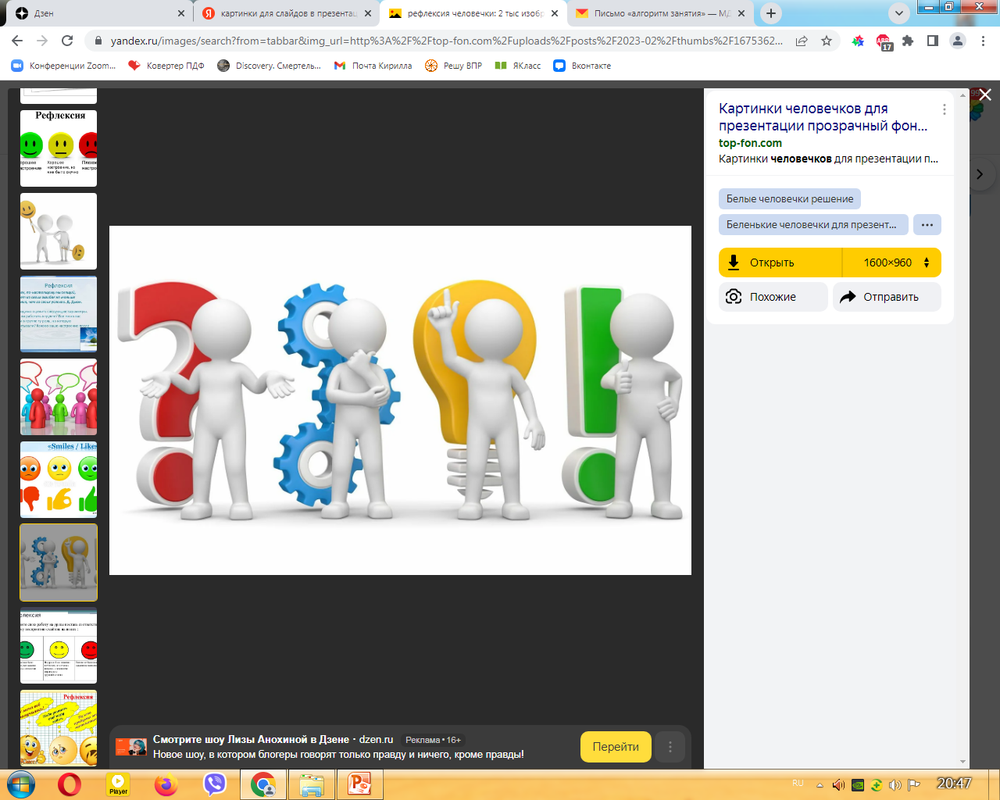 Дзен
картинки для слайдов в презентац
рефлексия человечки: 2 тыс изобр
Письмо «алгоритм занятия» — МД
yandex.ru/images/search?from=tabbar&img_url=http%3A%2F%2Ftop-fon.com%2Fuploads%2Fposts%2F2023-02%2Fthumbs%2F1675362...
17
Конференции Zoom...
Ковертер ПДФ
Discovery. Смертель...
Почта Кирилла
Решу ВПР
ЯКласс
Вконтакте
Рефлексия
Рефлексия
«Smiles / Likes
Рефлексия
Картинки человечков для
презентации прозрачный фон...
top-fon.com
Картинки человечков для презентации п...
Белые человечки решение
Беленькие человечки для презент...
Открыть
1600×960
Похожие
Отправить
Смотрите шоу Лизы Анохиной в Дзене · dzen.ru
Реклама • 16+
Новое шоу, в котором блогеры говорят только правду и ничего, кроме правды!
Перейти
Player
RU
20:47